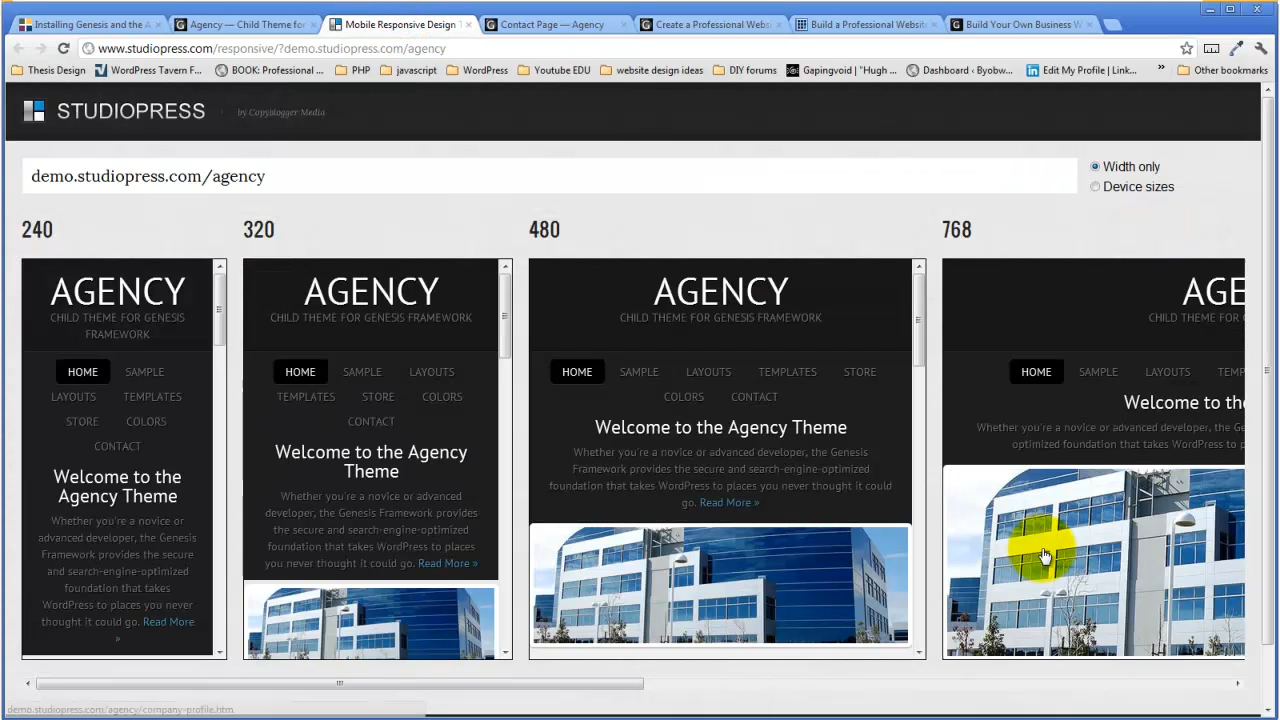 Installing Genesis and the A
Agency — Child Theme for
Mobile Responsive Design T
Contact Page — Agency
Create a Professional Webs
Build a Professional Websit
Build Your Own Business W
www.studiopress.com/responsive/?demo.studiopress.com/agency
Thesis Design
WordPress Tavern F...
BOOK: Professional ...
PHP
javascript
WordPress
Youtube EDU
website design ideas
DIY forums
Gapingvoid | "Hugh ...
Dashboard ‹ Byobw...
Edit My Profile | Link...
»
Other bookmarks
STUDIOPRESS
by Copyblogger Media
demo.studiopress.com/agency
Width only
Device sizes
240
320
480
768
AGENCY
CHILD THEME FOR GENESIS
FRAMEWORK
HOME SAMPLE
LAYOUTS TEMPLATES
STORE COLORS
CONTACT
Welcome to the
Agency Theme
Whether you're a novice or
advanced developer, the
Genesis Framework
provides the secure
and search-engine-optimized
foundation that takes
WordPress to places you never
thought it could go. Read More
»
AGENCY
CHILD THEME FOR GENESIS FRAMEWORK
HOME SAMPLE LAYOUTS
TEMPLATES STORE COLORS
CONTACT
Welcome to the Agency
Theme
Whether you're a novice or advanced
developer, the Genesis Framework provides
the secure and search-engine-optimized
foundation that takes WordPress to places
you never thought it could go. Read More »
AGENCY
CHILD THEME FOR GENESIS FRAMEWORK
HOME SAMPLE LAYOUTS TEMPLATES STORE
COLORS CONTACT
Welcome to the Agency Theme
Whether you're a novice or advanced developer, the Genesis
Framework provides the secure and search-engine-optimized
foundation that takes WordPress to places you never thought it could
go. Read More »
AGE
CHILD THEME FO
HOME SAMPLE LAYOUTS TEMP
Welcome to the
Whether you're a novice or advanced developer, the Ge
optimized foundation that takes WordPress to p
demo.studiopress.com/agency/company-profile.htm